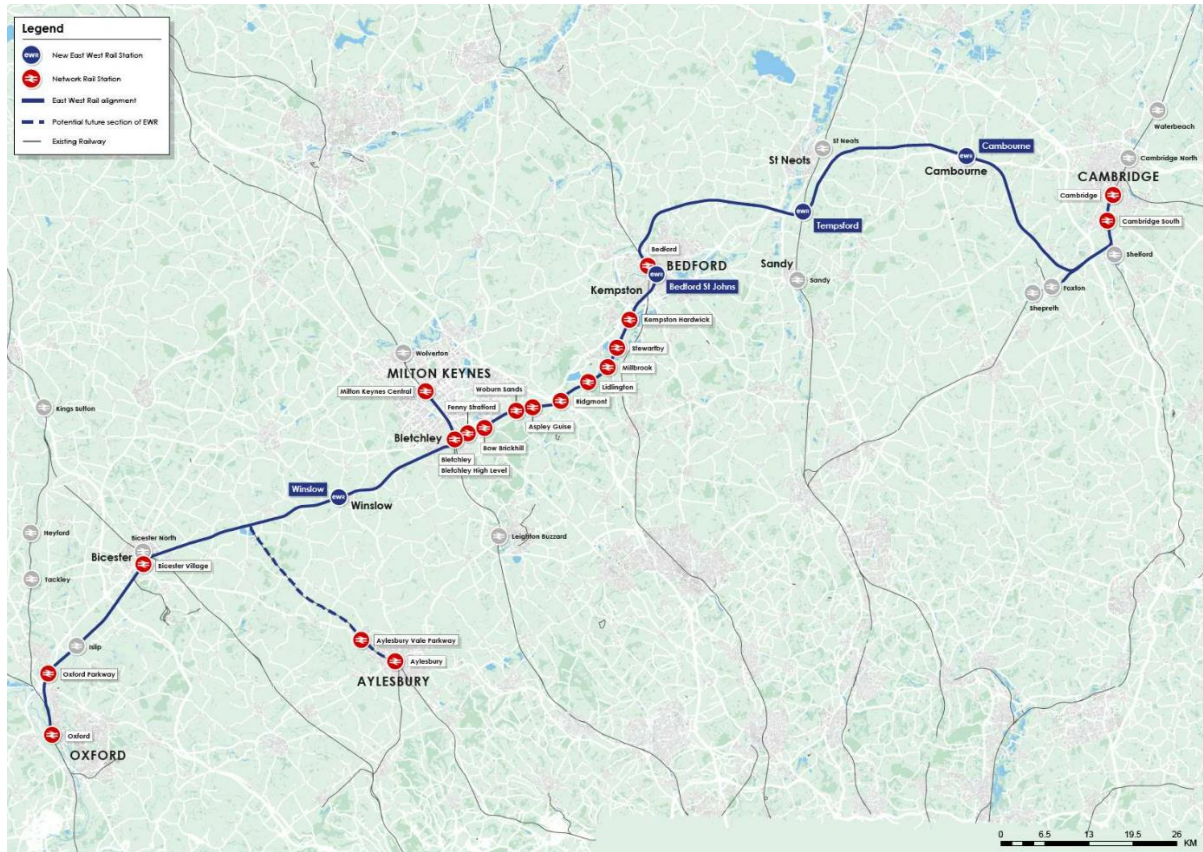 Legend
ewr New East West Rail Station
Network Rail Station
East West Rail alignment
Potential future section of EWR
Existing Railway
Waterbeach
St Neots
St Neots
Cambourne
ewr
Cambourne
Cambridge North
CAMBRIDGE
Cambridge
Cambridge South
ewr
Tempsford
Shelford
Bedford
BEDFORD
ewr
Bedford St Johns
Kempston
Sandy
Sandy
Foxton
Shepreth
Kempston Hardwick
Stewartby
Millbrook
Lidlington
Ridgmont
Wolverton
MILTON KEYNES
Milton Keynes Central
Woburn Sands
Fenny Stratford
Aspley Guise
Bow Brickhill
Bletchley
Bletchley
Bletchley High Level
Kings Sutton
Winslow
ewr
Winslow
Leighton Buzzard
Heyford
Bicester North
Bicester
Bicester Village
Tackley
Islip
Aylesbury Vale Parkway
Aylesbury
AYLESBURY
Oxford Parkway
Oxford
OXFORD
0 6.5 13 19.5 26
KM